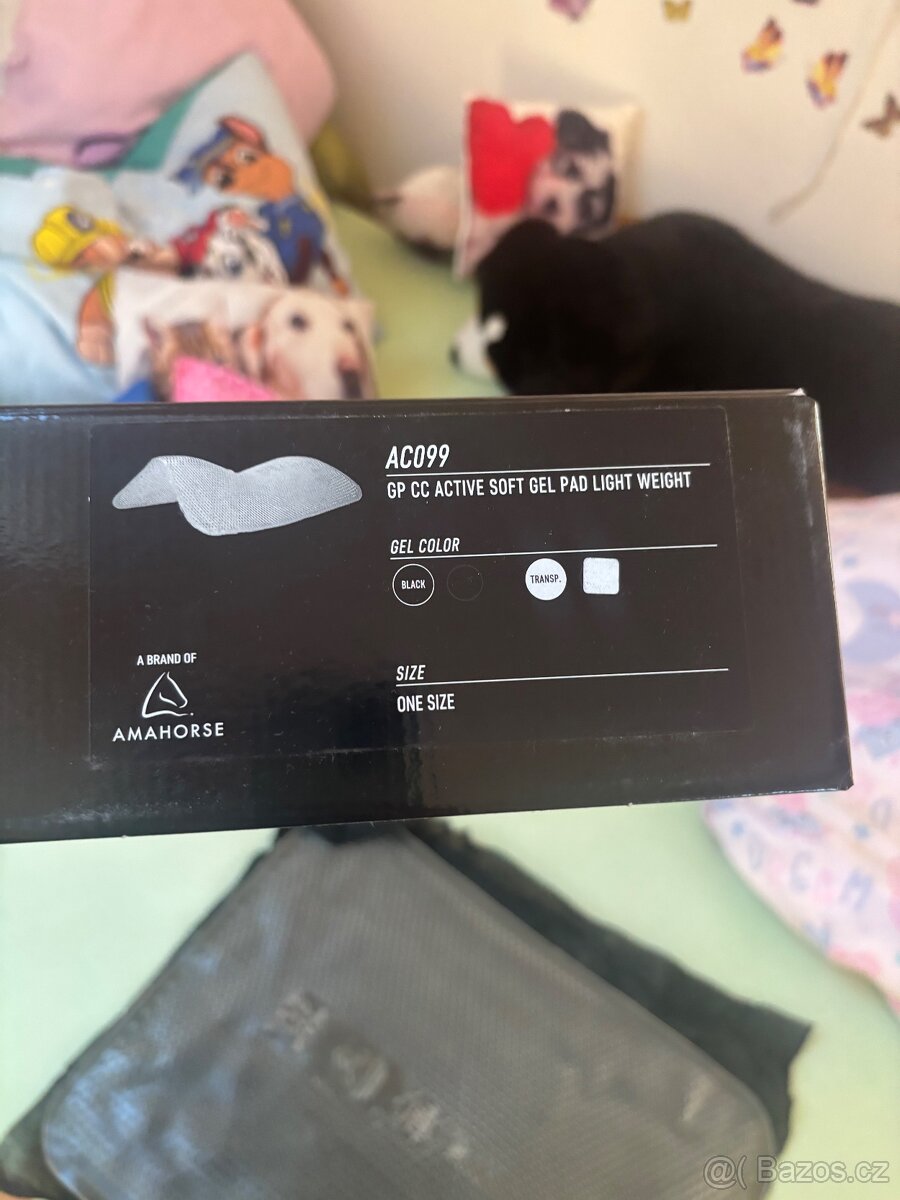 AC099
GP CC ACTIVE SOFT GEL PAD LIGHT WEIGHT
GEL COLOR
BLACK
TRANSP.
SIZE
ONE SIZE
A BRAND OF
AMAHORSE
@( Bazos.cz